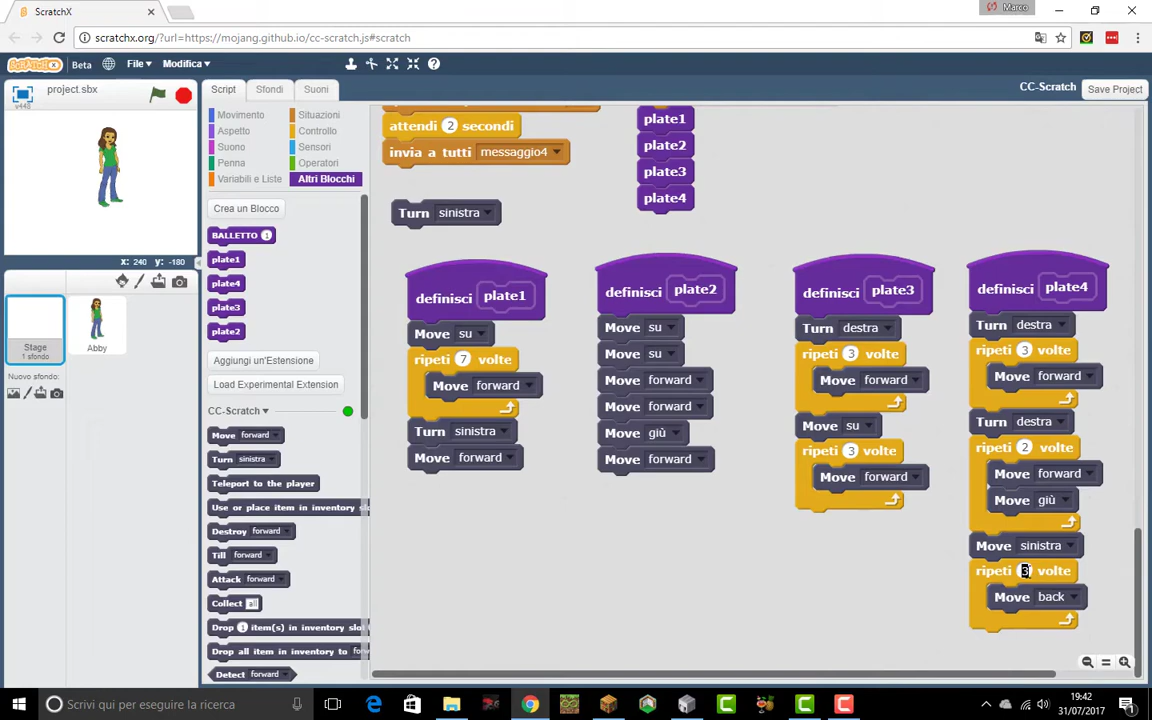 ScratchX
Marco
scratchx.org/?url=https://mojang.github.io/cc-scratch.js#scratch
SCRATCHX
Beta
File
Modifica
project.sbx
v448
x: 240 y: -180
Stage
1 sfondo
Abby
Nuovo sfondo:
Script
Sfondi
Suoni
CC-Scratch
Save Project
Movimento
Situazioni
Aspetto
Controllo
Suono
Sensori
Penna
Operatori
Variabili e Liste
Altri Blocchi
Crea un Blocco
BALLETTO 1
plate1
plate4
plate3
plate2
Aggiungi un'Estensione
Load Experimental Extension
CC-Scratch
Move forward
Turn sinistra
Teleport to the player
Use or place item in inventory slo
Destroy forward
Till forward
Attack forward
Collect all
Drop 1 item(s) in inventory slot
Drop all item in inventory to for
Detect forward
attendi 2 secondi
invia a tutti messaggio4
Turn sinistra
plate1
plate2
plate3
plate4
definisci plate1
Move su
ripeti 7 volte
Move forward
Turn sinistra
Move forward
definisci plate2
Move su
Move su
Move forward
Move forward
Move giù
Move forward
definisci plate3
Turn destra
ripeti 3 volte
Move forward
Move su
ripeti 3 volte
Move forward
definisci plate4
Turn destra
ripeti 3 volte
Move forward
Turn destra
ripeti 2 volte
Move forward
Move giù
Move sinistra
ripeti 3 volte
Move back
Scrivi qui per eseguire la ricerca
19:42
31/07/2017